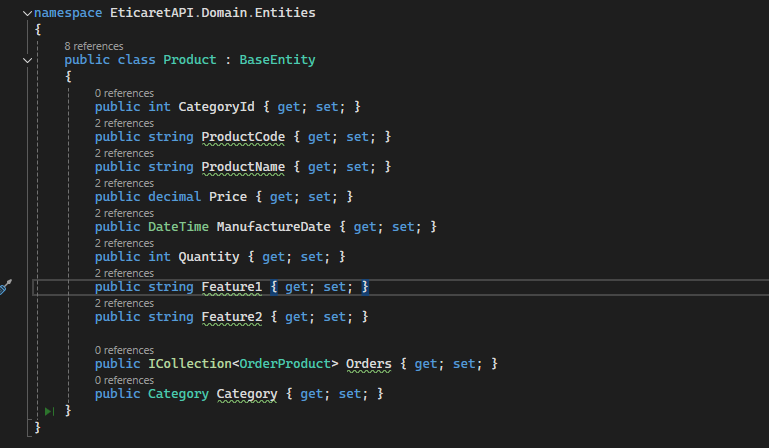 namespace EticaretAPI.Domain.Entities
{
8 references
public class Product : BaseEntity
{
0 references
public int CategoryId { get; set; }
2 references
public string ProductCode { get; set; }
2 references
public string ProductName { get; set; }
2 references
public decimal Price { get; set; }
2 references
public DateTime ManufactureDate { get; set; }
2 references
public int Quantity { get; set; }
2 references
public string Feature1 { get; set; }
2 references
public string Feature2 { get; set; }
0 references
public ICollection<OrderProduct> Orders { get; set; }
0 references
public Category Category { get; set; }
}
}